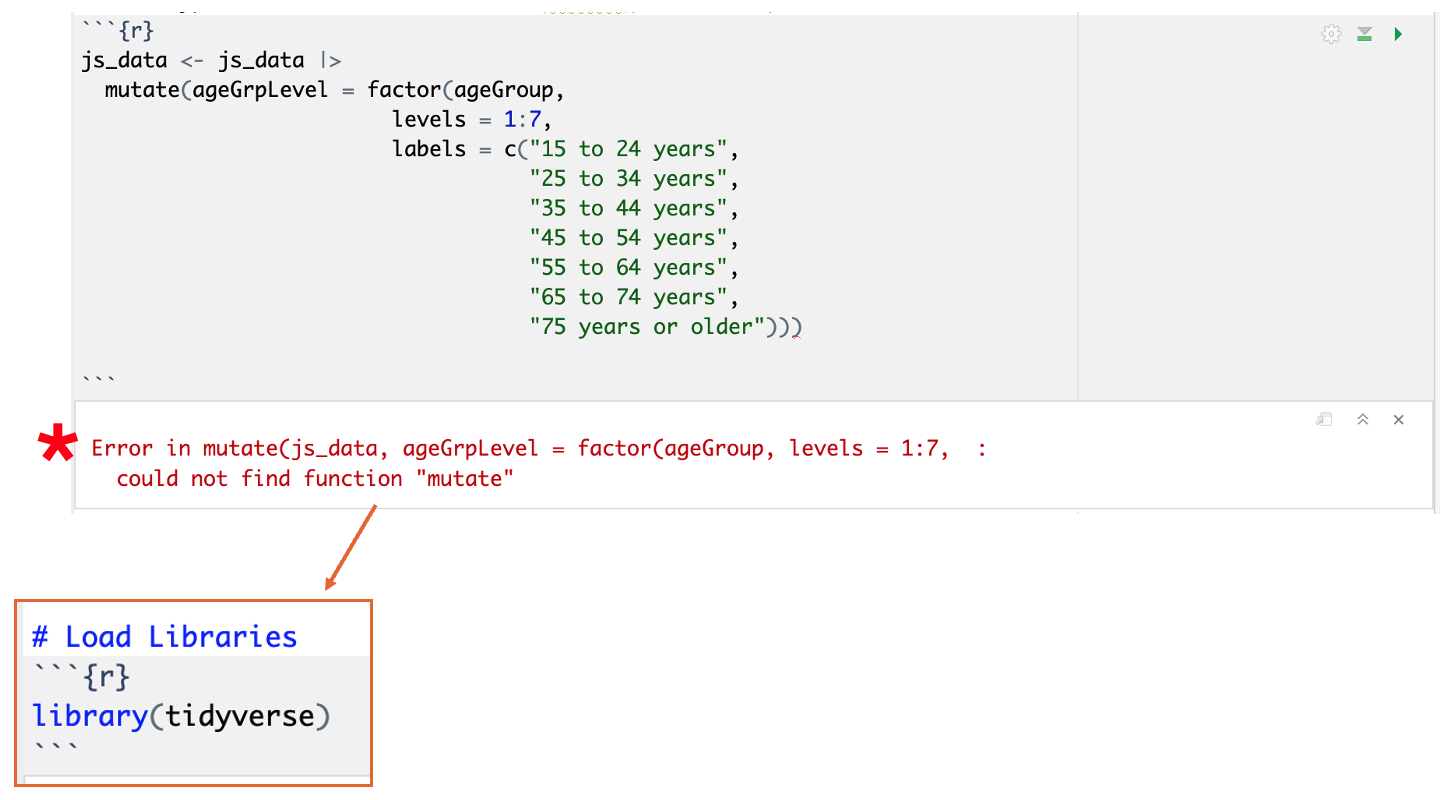 ```{r}
js_data <- js_data |>
  mutate(ageGrpLevel = factor(ageGroup,
                         levels = 1:7,
                         labels = c("15 to 24 years",
                                    "25 to 34 years",
                                    "35 to 44 years",
                                    "45 to 54 years",
                                    "55 to 64 years",
                                    "65 to 74 years",
                                    "75 years or older")))
```
* Error in mutate(js_data, ageGrpLevel = factor(ageGroup, levels = 1:7,  :
  could not find function "mutate"
# Load Libraries
```{r}
library(tidyverse)
```